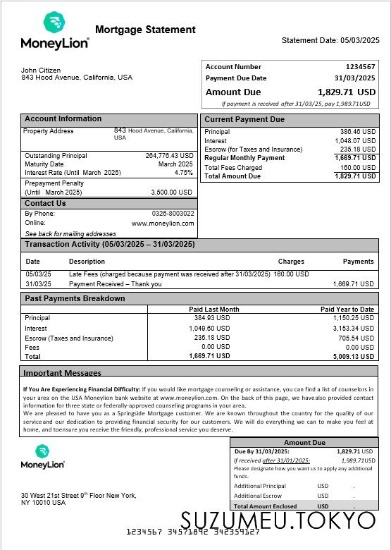 Mortgage Statement
MoneyLion
Statement Date: 05/03/2025
John Citizen
843 Hood Avenue, California, USA
Account Number 1234567
Payment Due Date 31/03/2025
Amount Due 1,829.71 USD
If payment is received after 31/03/25, pay 1,989.71USD
Account Information
Property Address 843 Hood Avenue, California, USA
Outstanding Principal 264,776.43 USD
Maturity Date March 2025
Interest Rate (Until March 2025) 4.75%
Prepayment Penalty
(Until March 2025) 3,500.00 USD
Contact Us
By Phone: 0325-8003022
Online: www.moneylion.com
See back for mailing addresses
Current Payment Due
Principal 386.46 USD
Interest 1,048.07 USD
Escrow (for Taxes and Insurance) 235.18 USD
Regular Monthly Payment 1,669.71 USD
Total Fees Charged 160.00 USD
Total Amount Due 1,829.71 USD
Transaction Activity (05/03/2025 – 31/03/2025)
Date Description Charges Payments
05/03/25 Late Fees (charged because payment was received after 31/03/2025) 160.00 USD
31/03/25 Payment Received – Thank you 1,669.71 USD
Past Payments Breakdown
Paid Last Month Paid Year to Date
Principal 384.93 USD 1,150.25 USD
Interest 1,049.60 USD 3,153.34 USD
Escrow (Taxes and Insurance) 235.18 USD 705.54 USD
Fees 0.00 USD 0.00 USD
Total 1,669.71 USD 5,009.13 USD
Important Messages
If You Are Experiencing Financial Difficulty: If you would like mortgage counseling or assistance, you can find a list of counselors in
your area on the USA Moneylion bank website at www.moneylion.com. On the back of this page, we have also provided contact
information for three state or federally-approved counseling programs in your area.
We are pleased to have you as a Springside Mortgage customer. We are known throughout the country for the quality of our
service and our dedication to providing financial security for our customers. We will do everything we can to make you feel at
home, and to ensure you receive the friendly, professional service you deserve.
MoneyLion
30 West 21st Street 9th Floor New York,
NY 10010 USA
Amount Due
Due By 31/03/2025: 1,829.71 USD
If received after 31/01/2025: 1,989.71USD
Please designate how you want us to apply any additional
funds.
Additional Principal USD .
Additional Escrow USD .
Total Amount Enclosed USD .
SUZUMEU.TOKYO
1234567 34571892 342359127